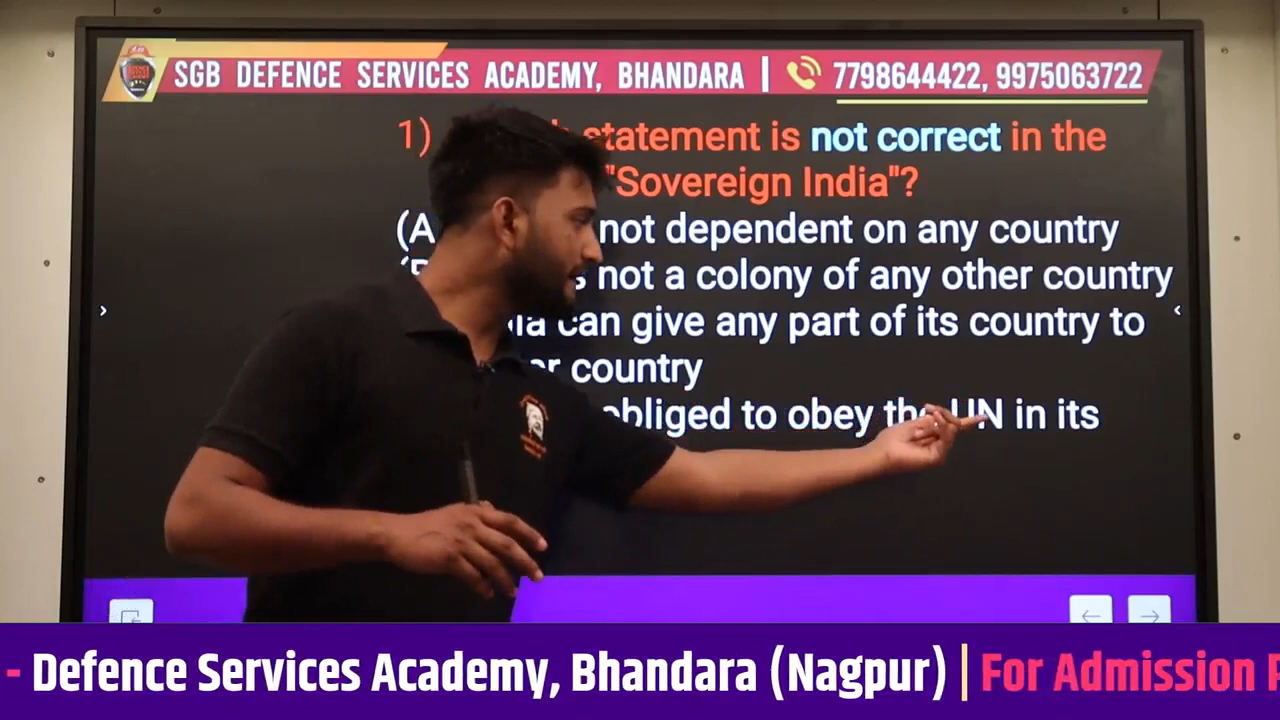 SGB DEFENCE SERVICES ACADEMY, BHANDARA | 7798644422, 9975063722
1) statement is not correct in the
"Sovereign India"?
(A not dependent on any country
not a colony of any other country
can give any part of its country to
country
obliged to obey the UN in its
- Defence Services Academy, Bhandara (Nagpur) | For Admission